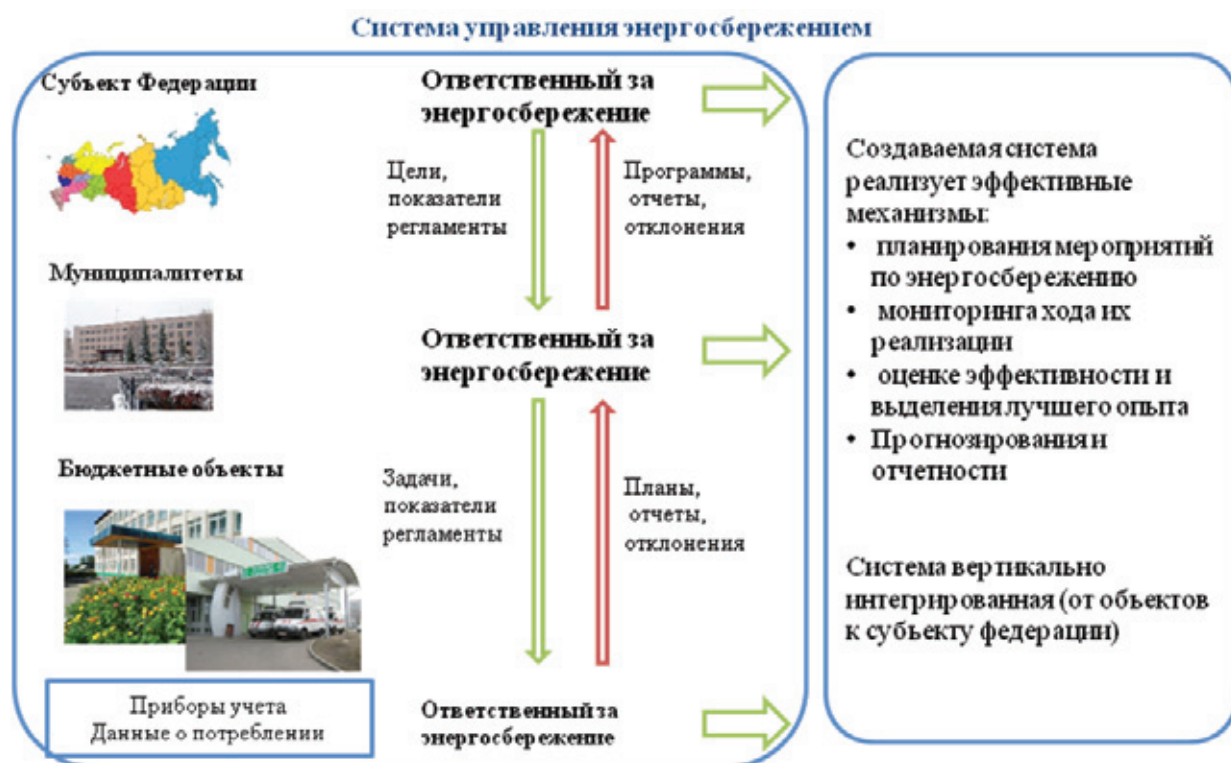 Система управления энергосбережением
Субъект Федерации
Ответственный за
энергосбережение
Цели,
показатели
регламенты
Программы,
отчеты,
отклонения
Муниципалитеты
Ответственный за
энергосбережение
Бюджетные объекты
Задачи,
показатели
регламенты
Планы,
отчеты,
отклонения
Приборы учета
Данные о потреблении
Ответственный за
энергосбережение
Создаваемая система
реализует эффективные
механизмы:
• планирования мероприятий
по энергосбережению
• мониторинга хода их
реализации
• оценке эффективности и
выделения лучшего опыта
• Прогнозирования и
отчетности
Система вертикально
интегрированная (от объектов
к субъекту федерации)